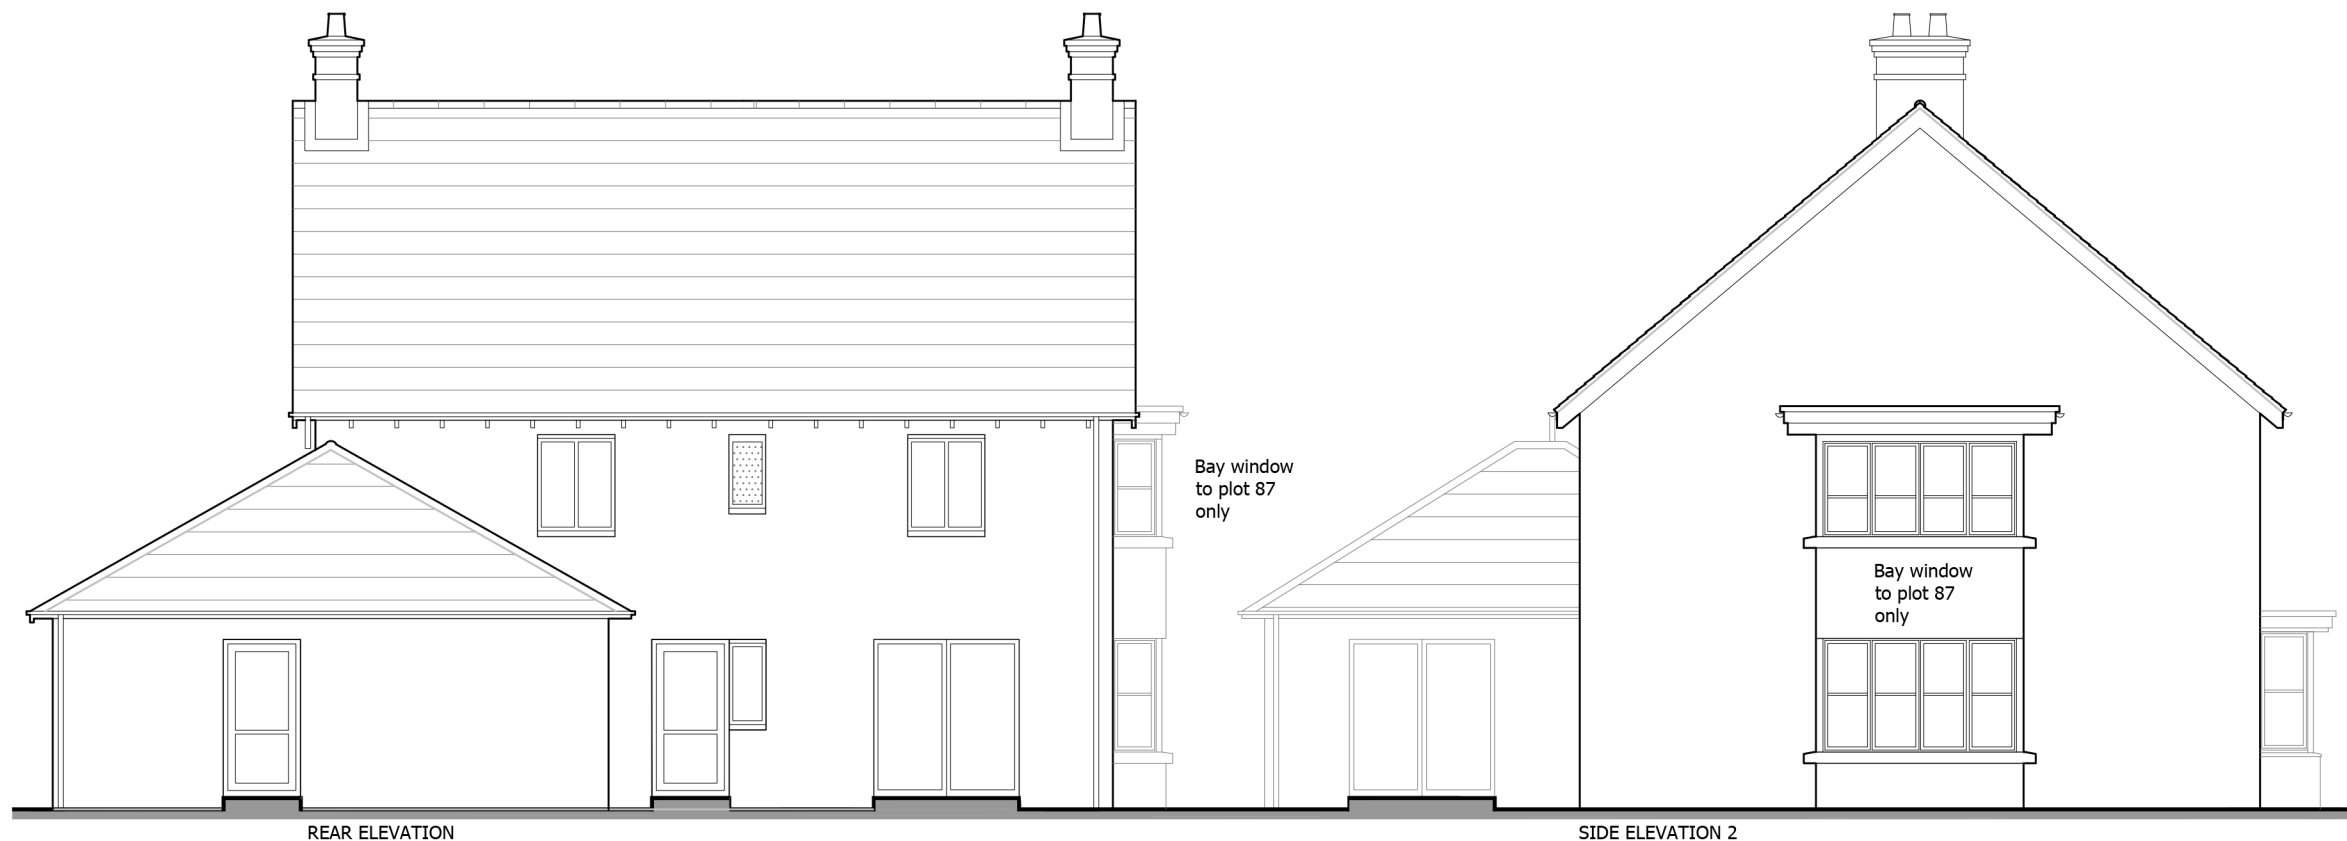 Bay window
to plot 87
only
Bay window
to plot 87
only
REAR ELEVATION
SIDE ELEVATION 2